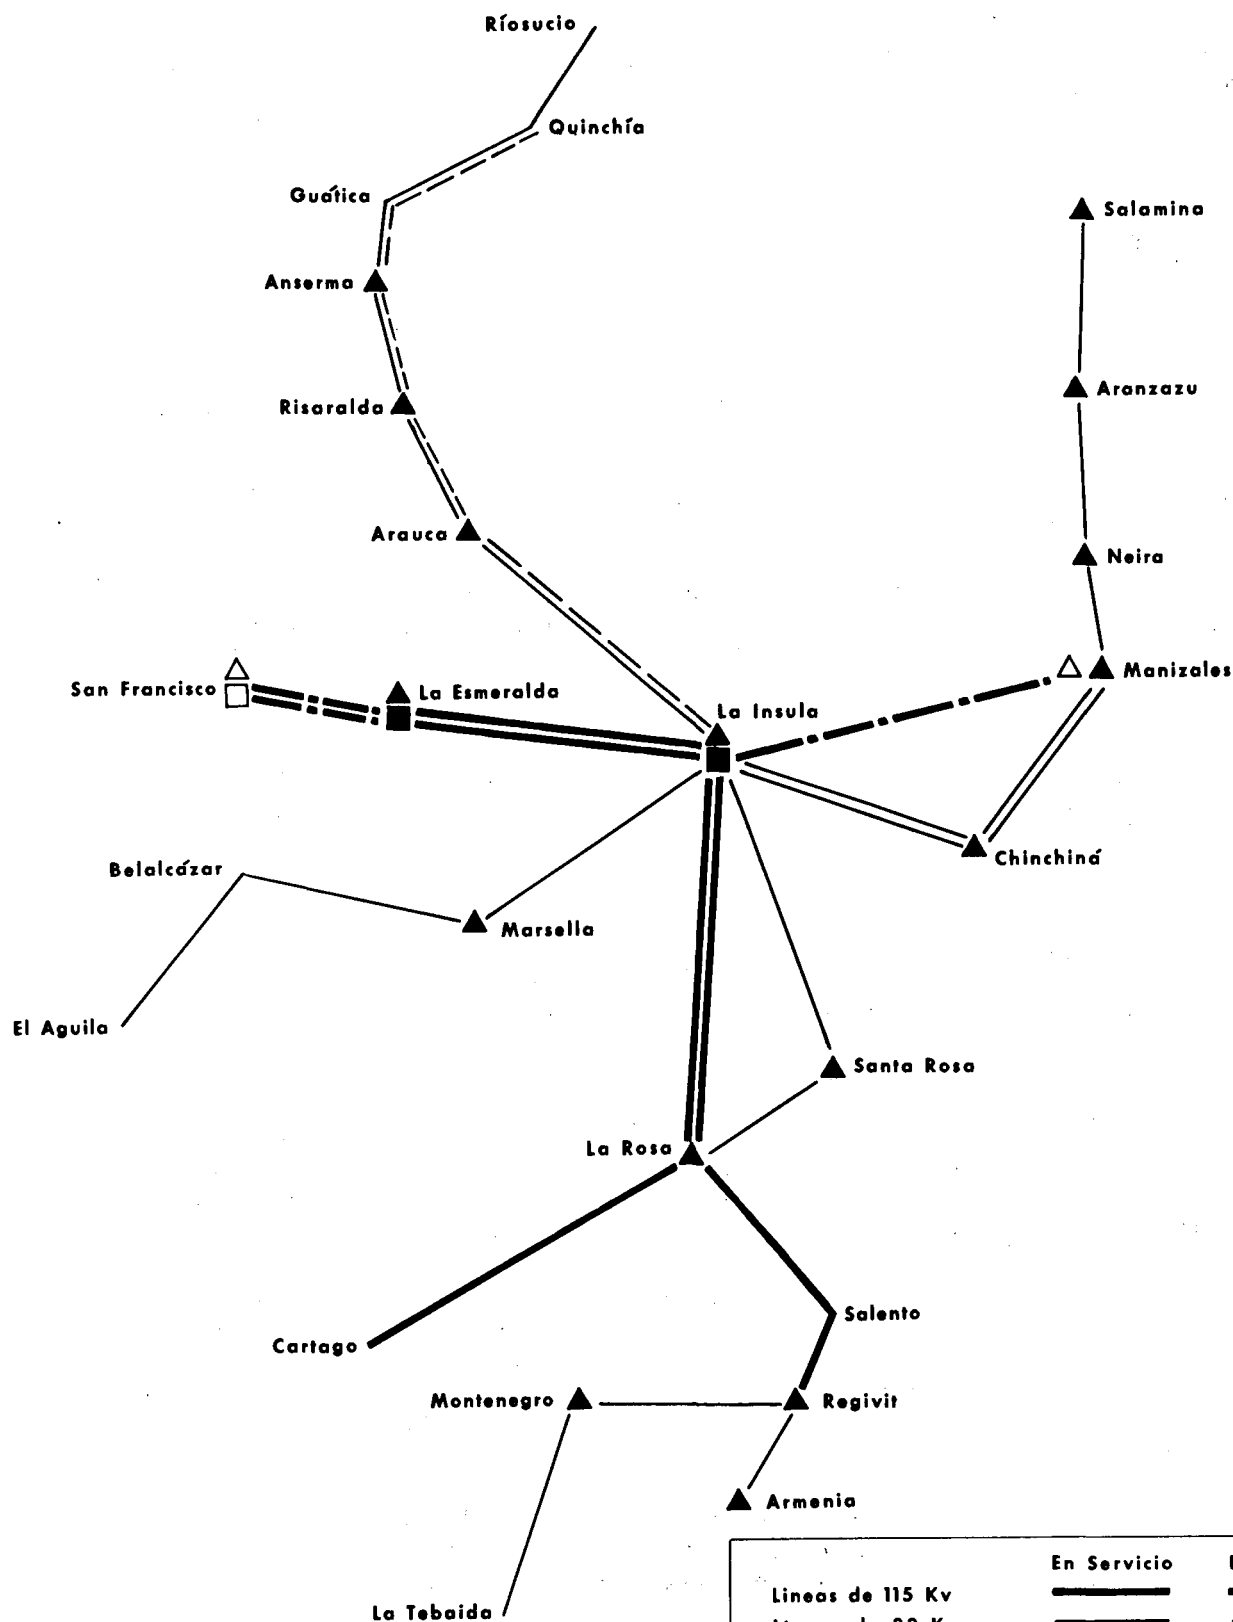 Ríosucio
Quinchía
Guática
Salamina
Anserma
Aranzazu
Risaralda
Arauca
Neira
San Francisco
La Esmeralda
Manizales
La Insula
Chinchiná
Belalcázar
Marsella
El Aguila
Santa Rosa
La Rosa
Salento
Cartago
Montenegro
Regivit
Armenia
En Servicio
Lineas de 115 Kv
La Tebaida